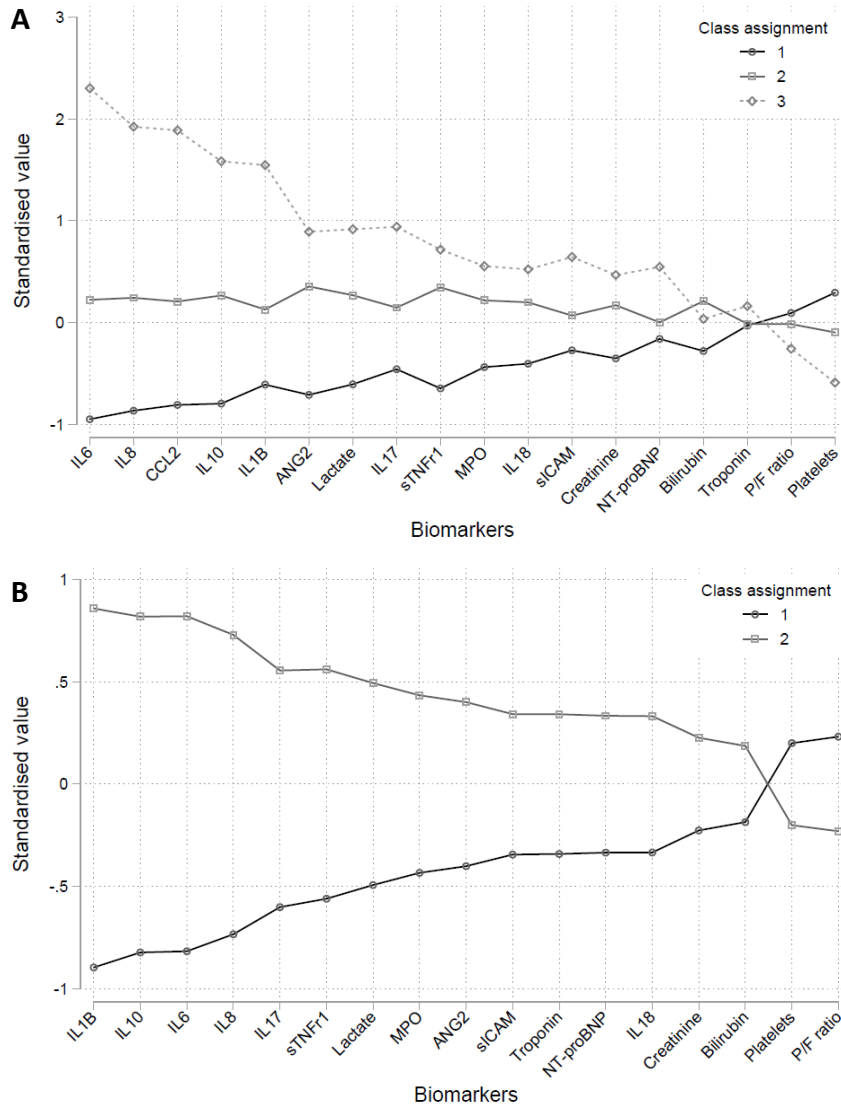 A
Class assignment
1
2
3
3
2
1
0
-1
Standardised value
IL6 IL8 CCL2 IL10 IL1B ANG2 Lactate IL17 sTNFr1 MPO IL18 sICAM Creatinine NT-proBNP Bilirubin Troponin P/F ratio Platelets
Biomarkers
B
Class assignment
1
2
1
.5
0
-.5
-1
Standardised value
IL1B IL10 IL6 IL8 IL17 sTNFr1 Lactate MPO ANG2 sICAM Troponin NT-proBNP IL18 Creatinine Bilirubin Platelets P/F ratio
Biomarkers